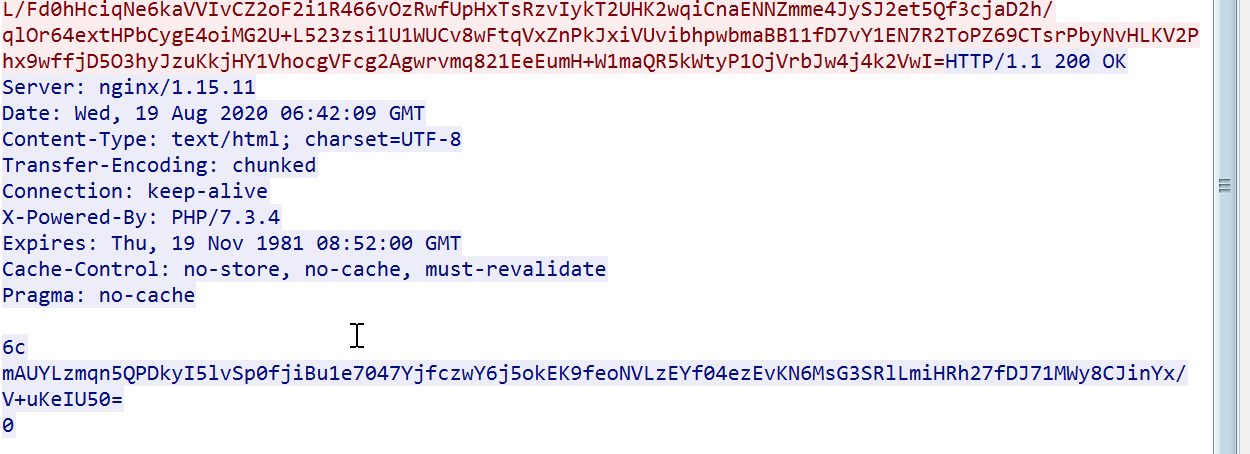 L/Fd0hHciqNe6kaVVIvCZ2oF2i1R466vOzRwfUpHxTsRzvIykT2UHK2wqiCnaENNZmme4JySJ2et5Qf3cjaD2h/
qlOr64extHPbCygE4oiMG2U+L523zsi1U1WUCv8wFtqVxZnPkJxiVUvibhpwbmaBB11fD7vY1EN7R2ToPZ69CTsrPbyNvHLKV2P
hx9wffjD5O3hyJzuKkjHY1VhocgVFcg2Agwrvmq821EeEumH+W1maQR5kWtyP1OjVrbJw4j4k2VwI=HTTP/1.1 200 OK
Server: nginx/1.15.11
Date: Wed, 19 Aug 2020 06:42:09 GMT
Content-Type: text/html; charset=UTF-8
Transfer-Encoding: chunked
Connection: keep-alive
X-Powered-By: PHP/7.3.4
Expires: Thu, 19 Nov 1981 08:52:00 GMT
Cache-Control: no-store, no-cache, must-revalidate
Pragma: no-cache
6c
mAUYLzmqn5QPDkyI5lvSp0fjiBu1e7047YjfczwY6j5okEK9feoNVLzEYf04ezEvKN6MsG3SRlLmiHRh27fDJ71MWy8CJinYx/
V+uKeIU50=
0